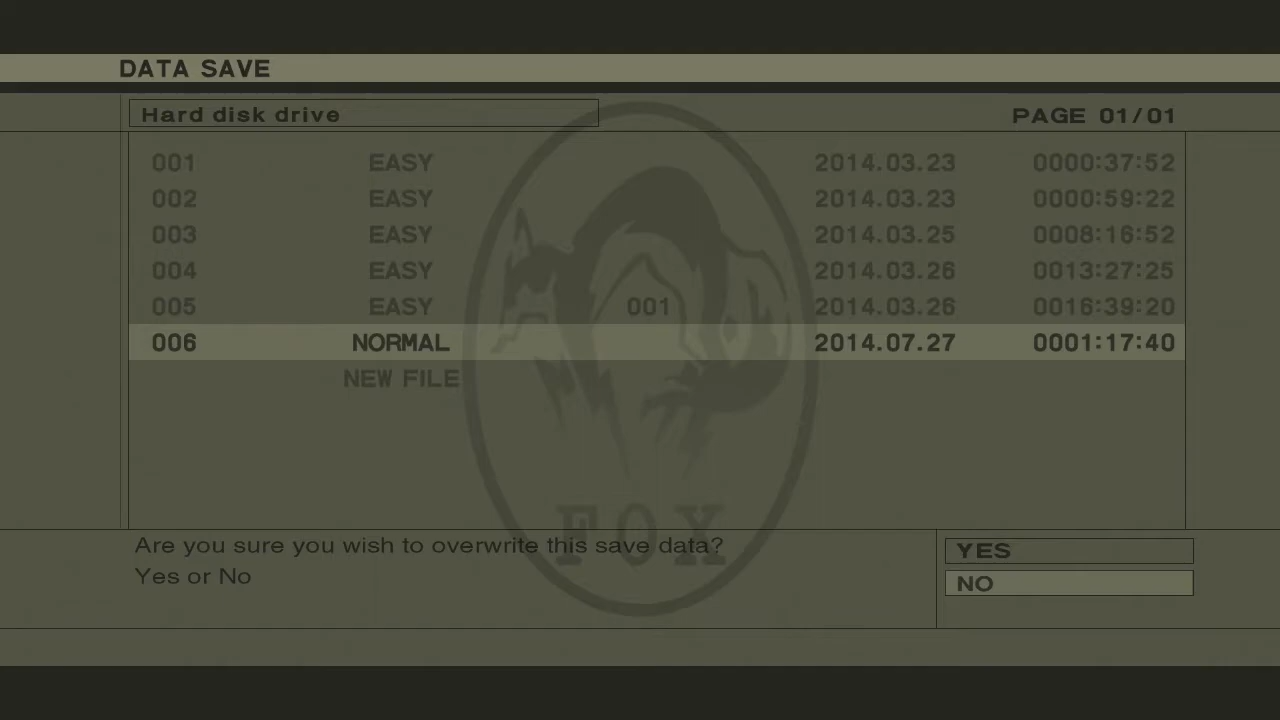 DATA SAVE
Hard disk drive PAGE 01/01
001 EASY 2014.03.23 0000:37:52
002 EASY 2014.03.23 0000:59:22
003 EASY 2014.03.25 0008:16:52
004 EASY 2014.03.26 0013:27:25
005 EASY 001 2014.03.26 0016:39:20
006 NORMAL 2014.07.27 0001:17:40
NEW FILE
FOX
Are you sure you wish to overwrite this save data?
Yes or No
YES
NO